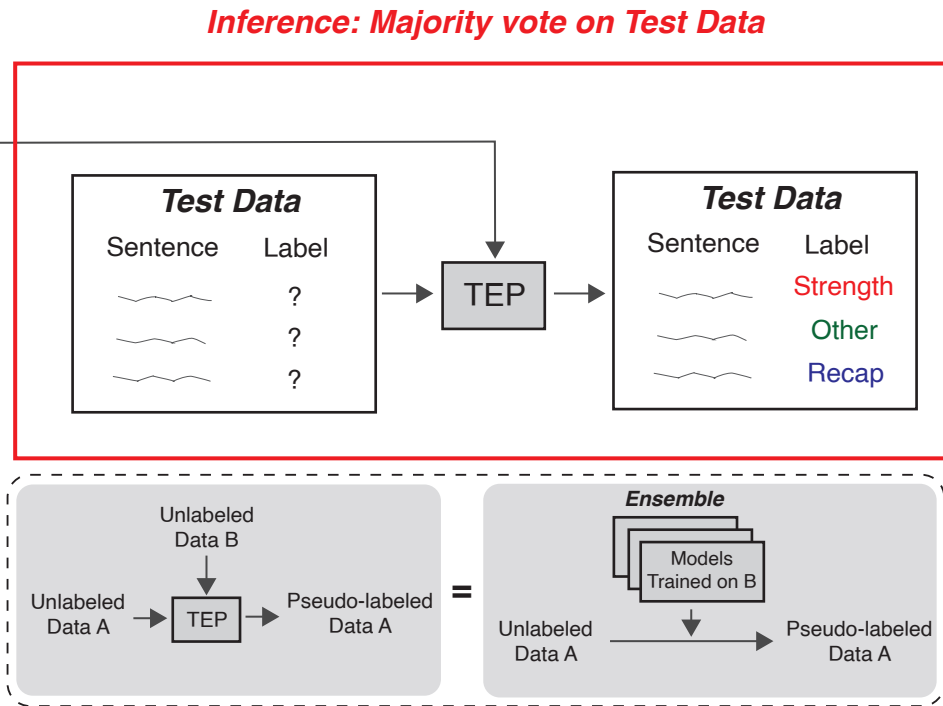 Inference: Majority vote on Test Data
Test Data
Sentence Label
?
?
?
TEP
Test Data
Sentence Label
Strength
Other
Recap
Unlabeled
Data B
Unlabeled
Data A
TEP
Pseudo-labeled
Data A
=
Ensemble
Models
Trained on B
Unlabeled
Data A
Pseudo-labeled
Data A